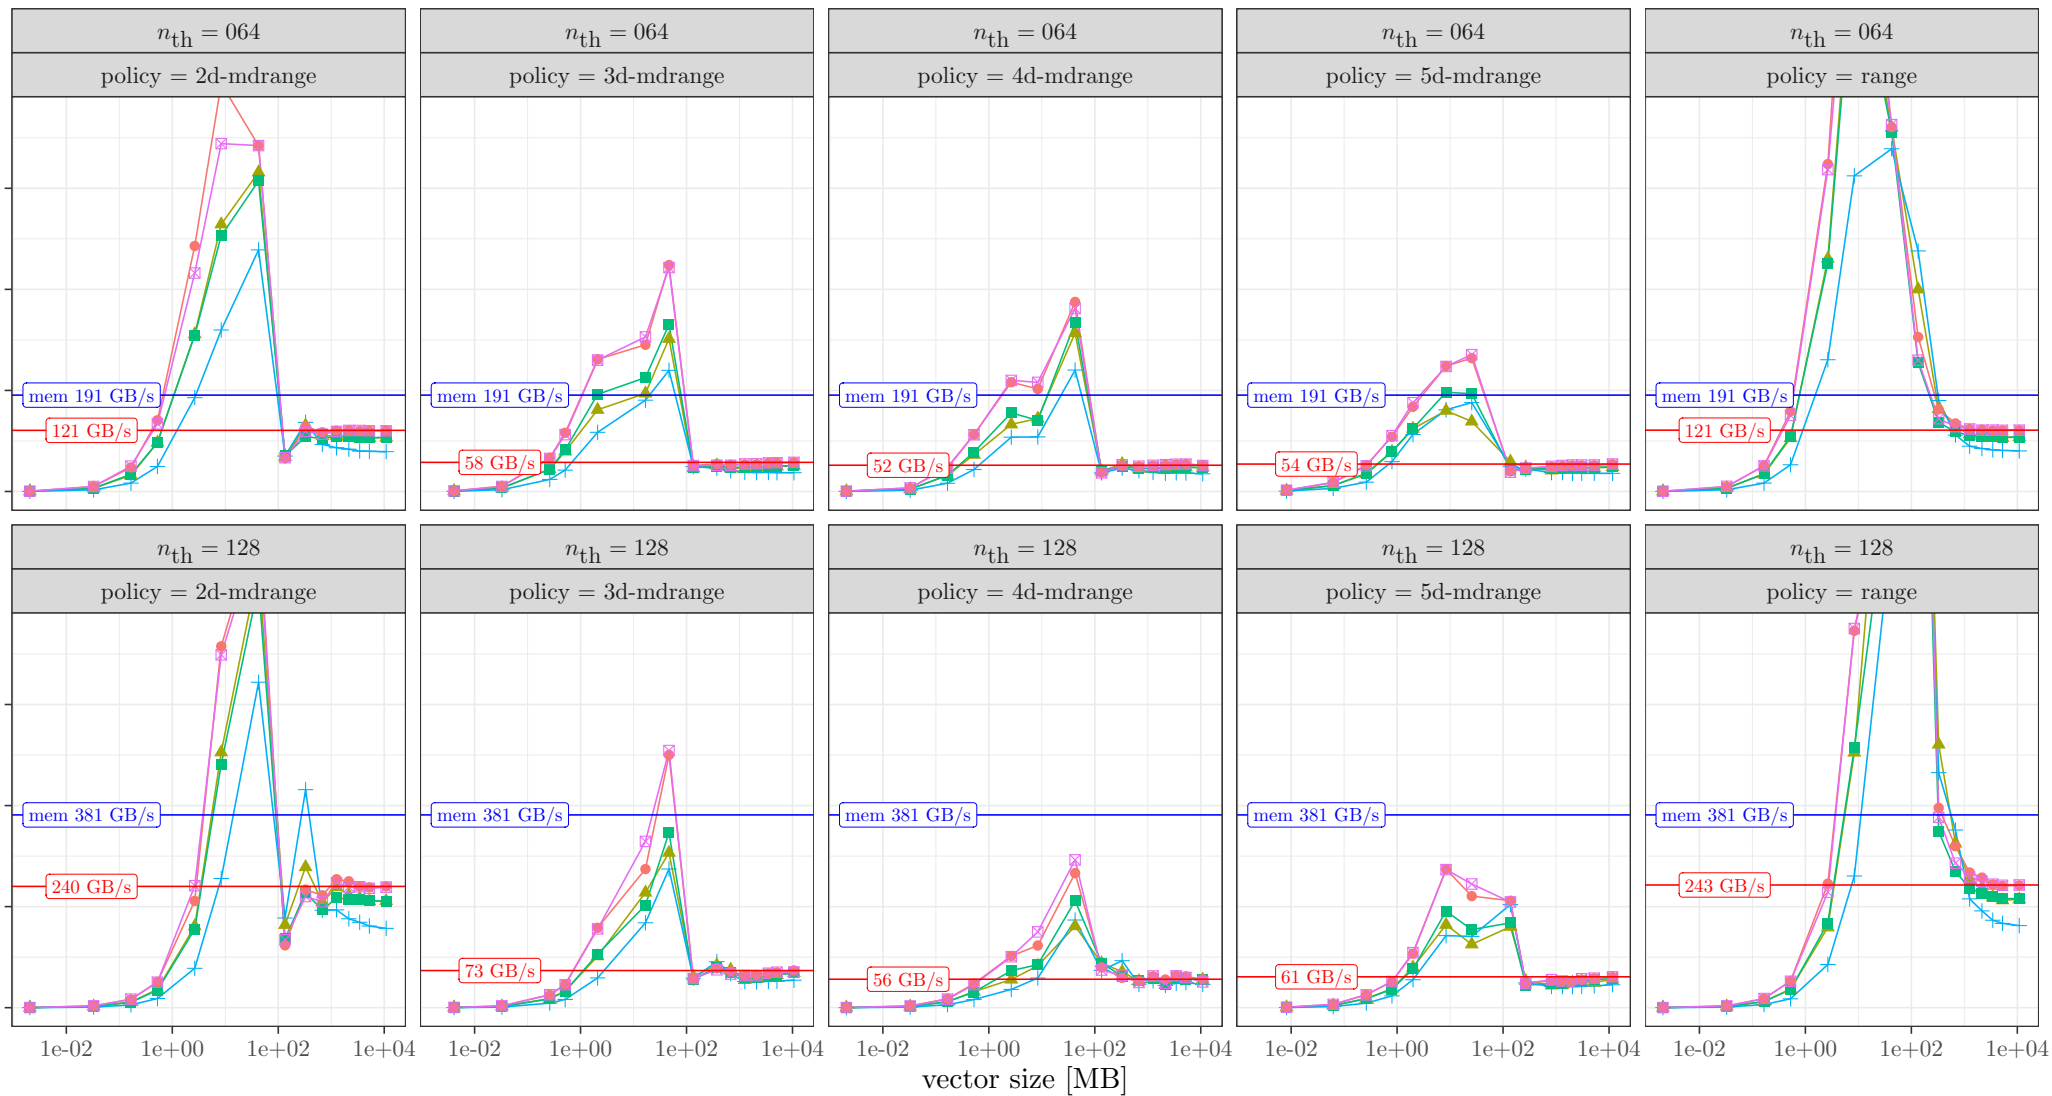 n_th = 064 n_th = 064 n_th = 064 n_th = 064 n_th = 064
policy = 2d-mdrange policy = 3d-mdrange policy = 4d-mdrange policy = 5d-mdrange policy = range
mem 191 GB/s mem 191 GB/s mem 191 GB/s mem 191 GB/s mem 191 GB/s
121 GB/s 58 GB/s 52 GB/s 54 GB/s 121 GB/s
n_th = 128 n_th = 128 n_th = 128 n_th = 128 n_th = 128
policy = 2d-mdrange policy = 3d-mdrange policy = 4d-mdrange policy = 5d-mdrange policy = range
mem 381 GB/s mem 381 GB/s mem 381 GB/s mem 381 GB/s mem 381 GB/s
240 GB/s 73 GB/s 56 GB/s 61 GB/s 243 GB/s
1e-02 1e+00 1e+02 1e+04 1e-02 1e+00 1e+02 1e+04 1e-02 1e+00 1e+02 1e+04 1e-02 1e+00 1e+02 1e+04 1e-02 1e+00 1e+02 1e+04
vector size [MB]